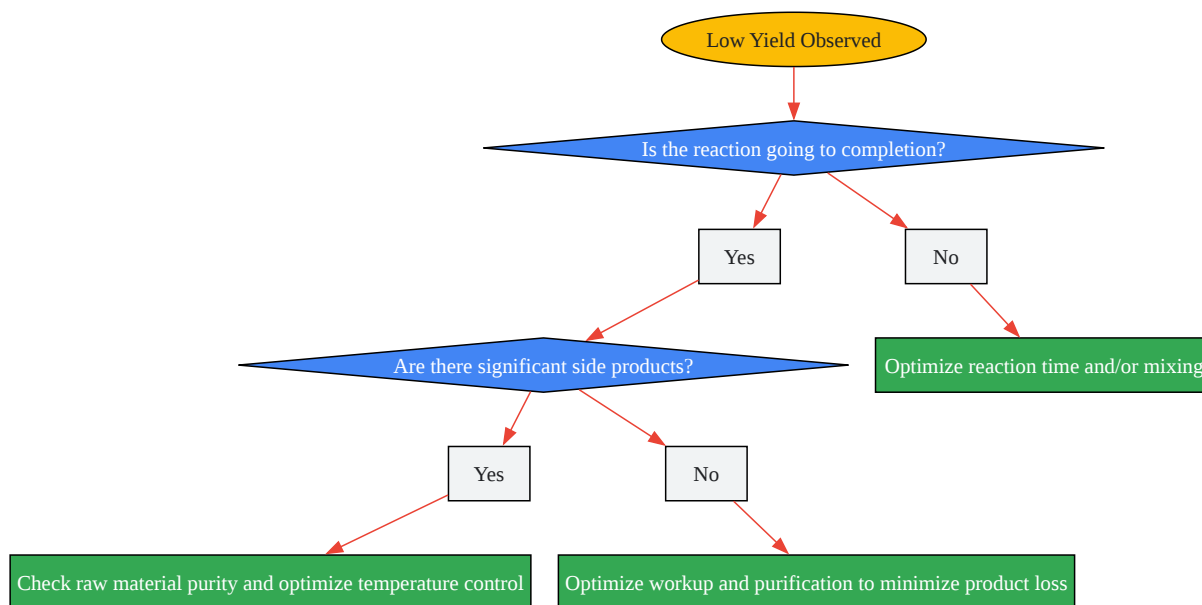 Low Yield Observed
Is the reaction going to completion?
Yes
No
Are there significant side products?
Optimize reaction time and/or mixing
Yes
No
Check raw material purity and optimize temperature control
Optimize workup and purification to minimize product loss